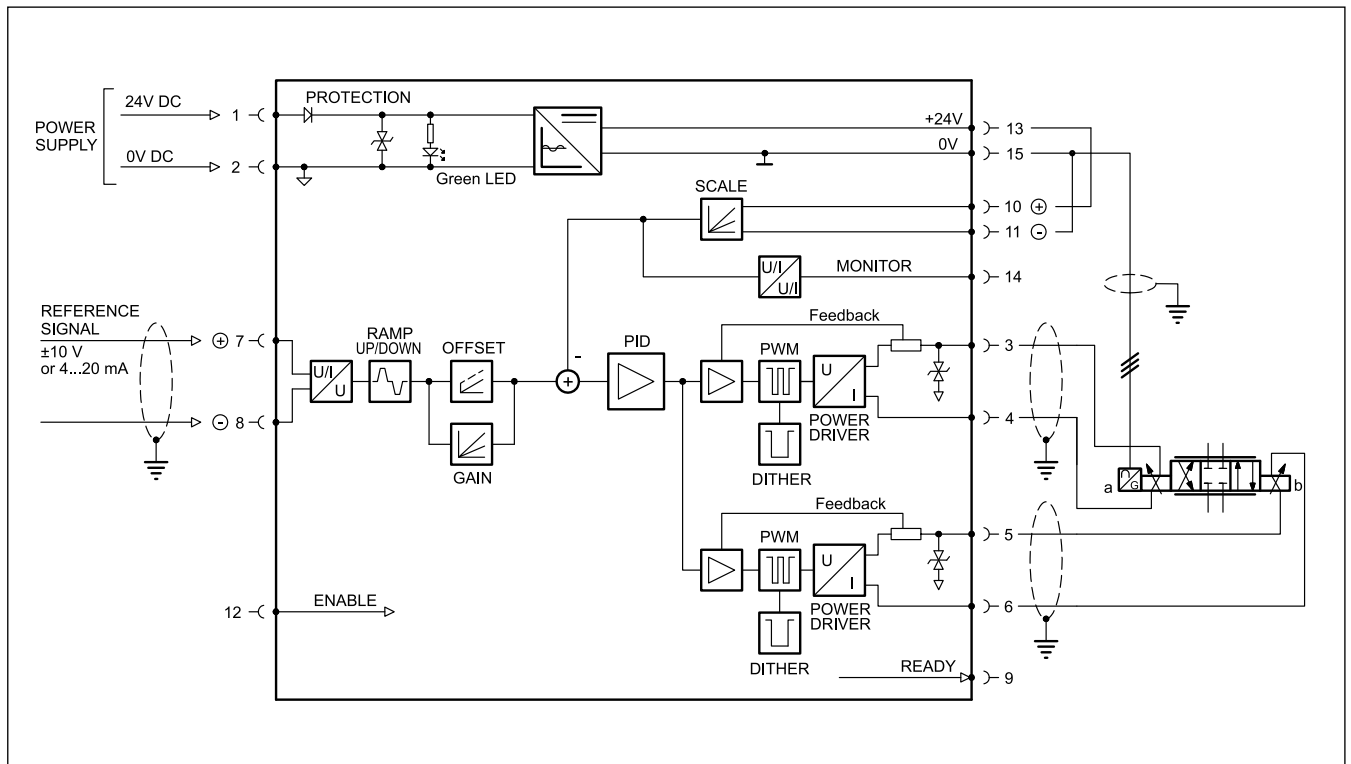 24V DC
1
PROTECTION
+24V
13
POWER
SUPPLY
0V
15
0V DC
2
Green LED
SCALE
10 +
11 -
U/I
U/I
MONITOR
14
REFERENCE
SIGNAL
±10 V
or 4...20 mA
+ 7
- 8
U/I
U
RAMP
UP/DOWN
OFFSET
GAIN
-
+
PID
Feedback
PWM
U
I
POWER
DRIVER
DITHER
3
4
a
G
b
Feedback
PWM
U
I
POWER
DRIVER
DITHER
5
6
12
ENABLE
READY
9